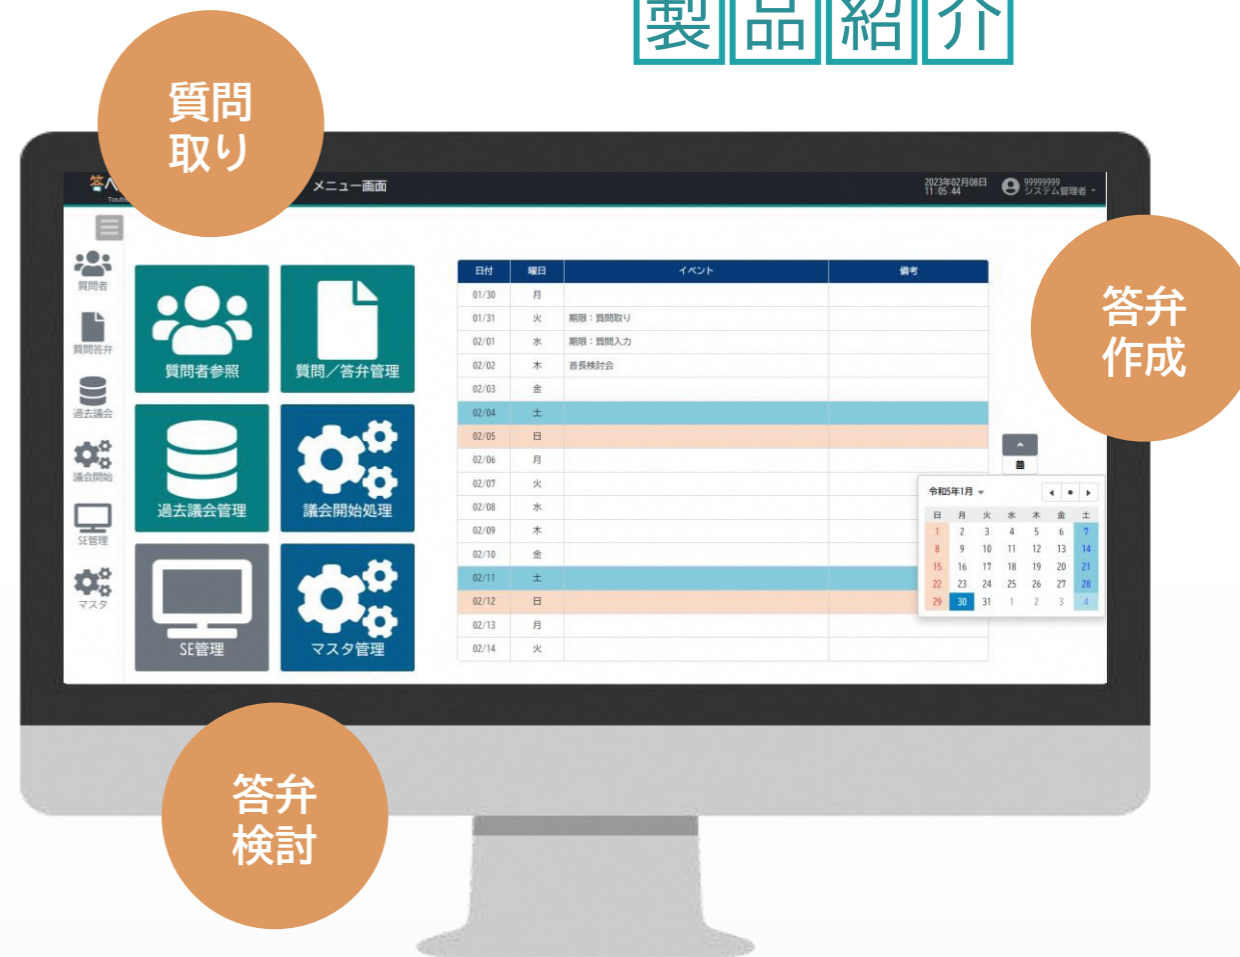 製品紹介
質問
取り
メニュー画面
2023年02月08日
11:05:44
99999999
システム管理者
質問者
質問答弁
過去議会
議会開始
SE管理
マスタ
質問者参照
質問／答弁管理
過去議会管理
議会開始処理
SE管理
マスタ管理
日付 曜日 イベント 備考
01/30 月
01/31 火 期限：質問取り
02/01 水 期限：質問入力
02/02 木 首長検討会
02/03 金
02/04 土
02/05 日
02/06 月
02/07 火
02/08 水
02/09 木
02/10 金
02/11 土
02/12 日
02/13 月
02/14 火
令和5年1月
日 月 火 水 木 金 土
1 2 3 4 5 6 7
8 9 10 11 12 13 14
15 16 17 18 19 20 21
22 23 24 25 26 27 28
29 30 31 1 2 3 4
答弁
作成
答弁
検討